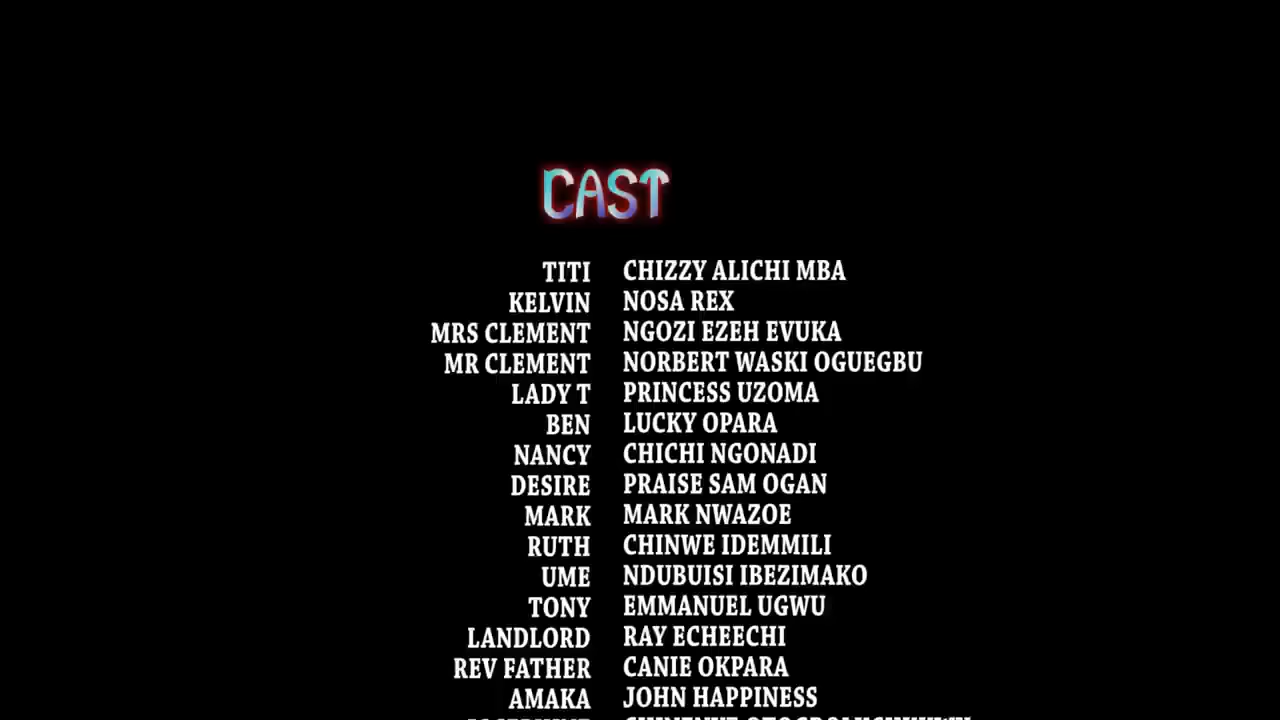 CAST
TITI CHIZZY ALICHI MBA
KELVIN NOSA REX
MRS CLEMENT NGOZI EZEH EVUKA
MR CLEMENT NORBERT WASKI OGUEGBU
LADY T PRINCESS UZOMA
BEN LUCKY OPARA
NANCY CHICHI NGONADI
DESIRE PRAISE SAM OGAN
MARK MARK NWAZOE
RUTH CHINWE IDEMMILI
UME NDUBUISI IBEZIMAKO
TONY EMMANUEL UGWU
LANDLORD RAY ECHEECHI
REV FATHER CANIE OKPARA
AMAKA JOHN HAPPINESS